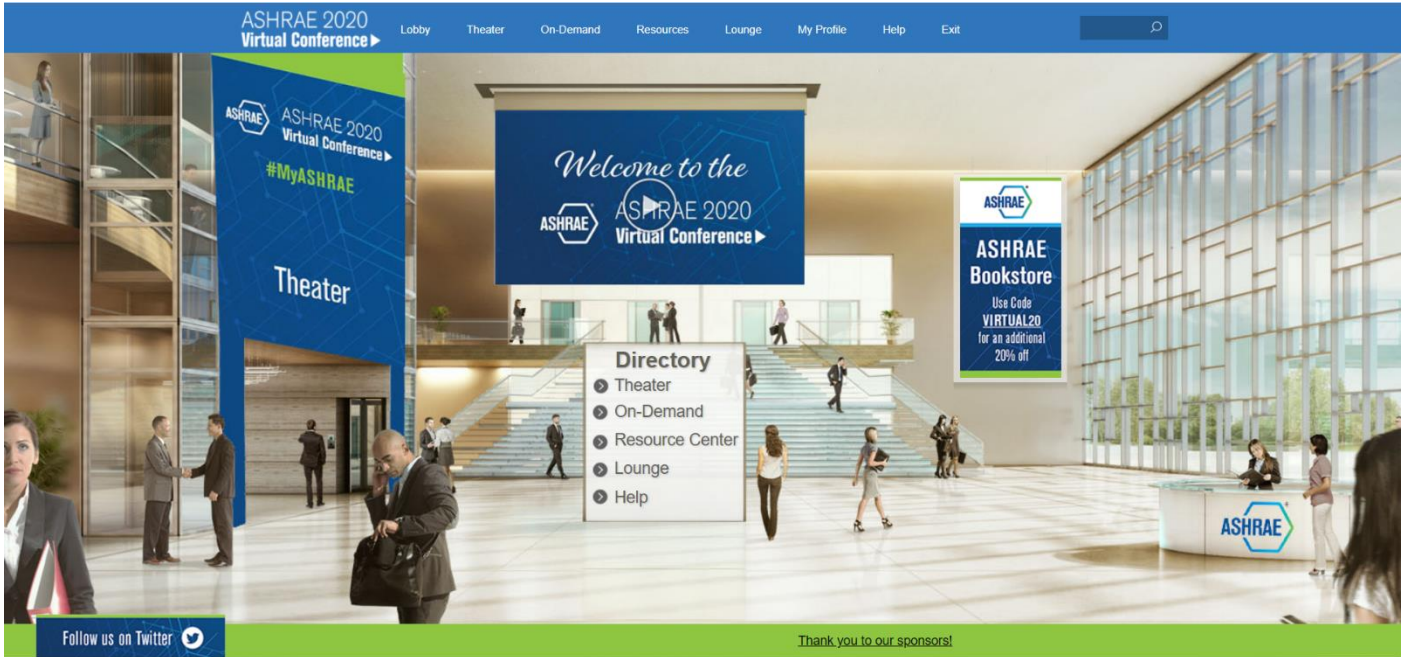 ASHRAE 2020
Virtual Conference
Lobby
Theater
On-Demand
Resources
Lounge
My Profile
Help
Exit
ASHRAE
ASHRAE 2020
Virtual Conference
#MyASHRAE
Theater
Welcome to the
ASHRAE
ASHRAE 2020
Virtual Conference
ASHRAE
ASHRAE
Bookstore
Use Code
VIRTUAL20
for an additional
20% off
Directory
Theater
On-Demand
Resource Center
Lounge
Help
ASHRAE
Follow us on Twitter
Thank you to our sponsors!